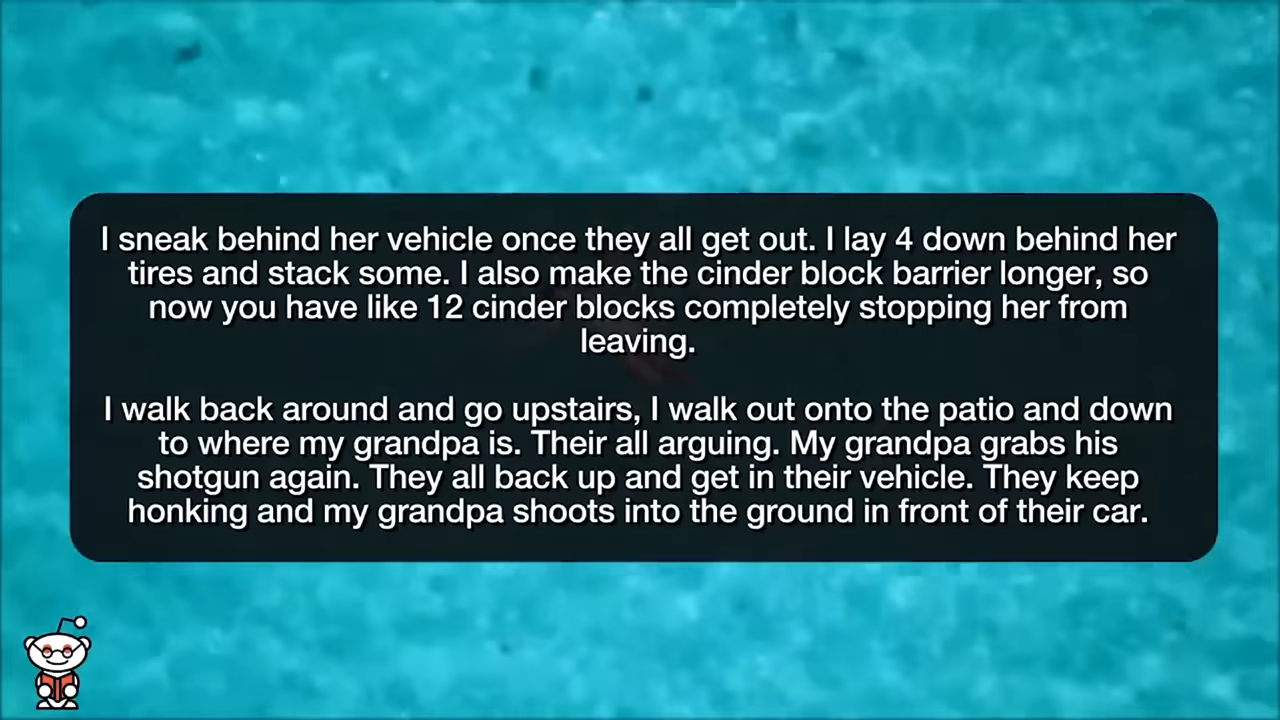 I sneak behind her vehicle once they all get out. I lay 4 down behind her
tires and stack some. I also make the cinder block barrier longer, so
now you have like 12 cinder blocks completely stopping her from
leaving.
I walk back around and go upstairs, I walk out onto the patio and down
to where my grandpa is. Their all arguing. My grandpa grabs his
shotgun again. They all back up and get in their vehicle. They keep
honking and my grandpa shoots into the ground in front of their car.